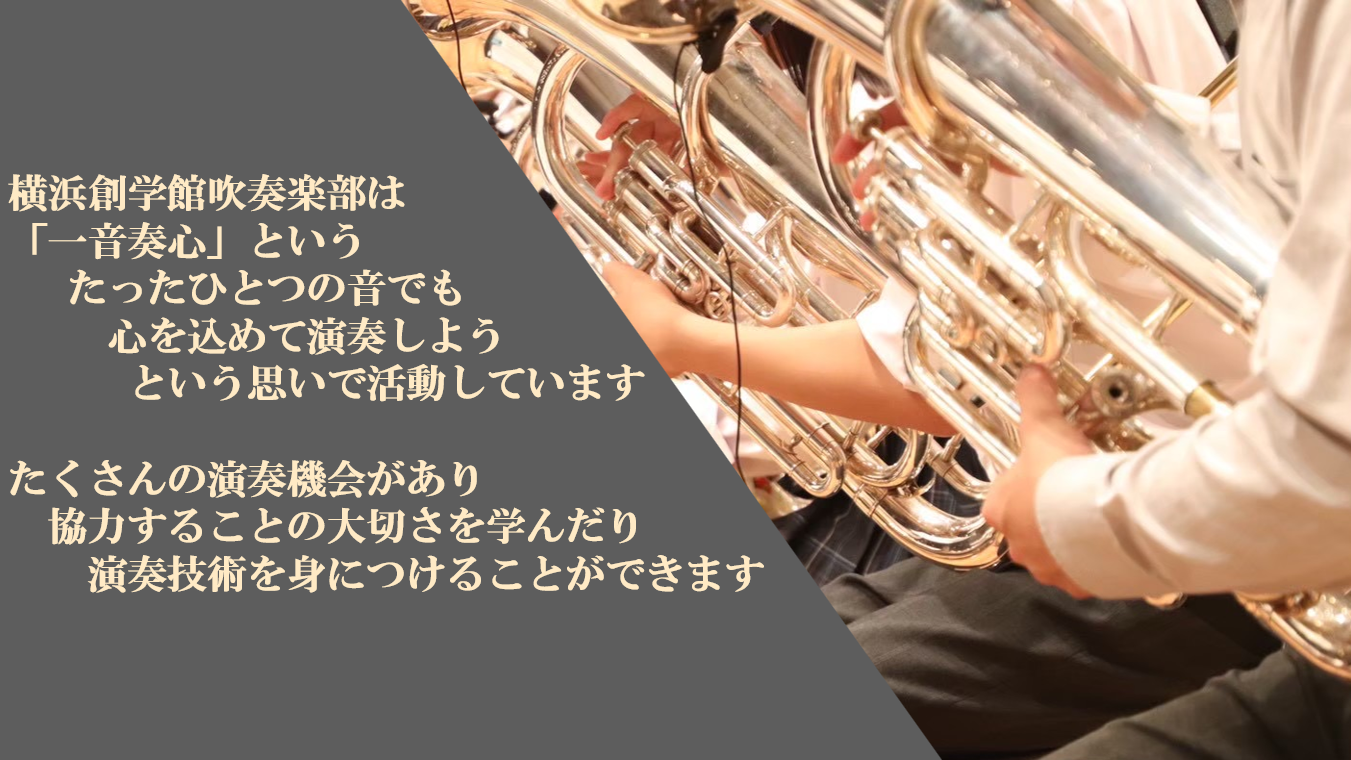 横浜創学館吹奏楽部は
「一音奏心」という
たったひとつの音でも
心を込めて演奏しよう
という思いで活動しています
たくさんの演奏機会があり
協力することの大切さを学んだり
演奏技術を身につけることができます